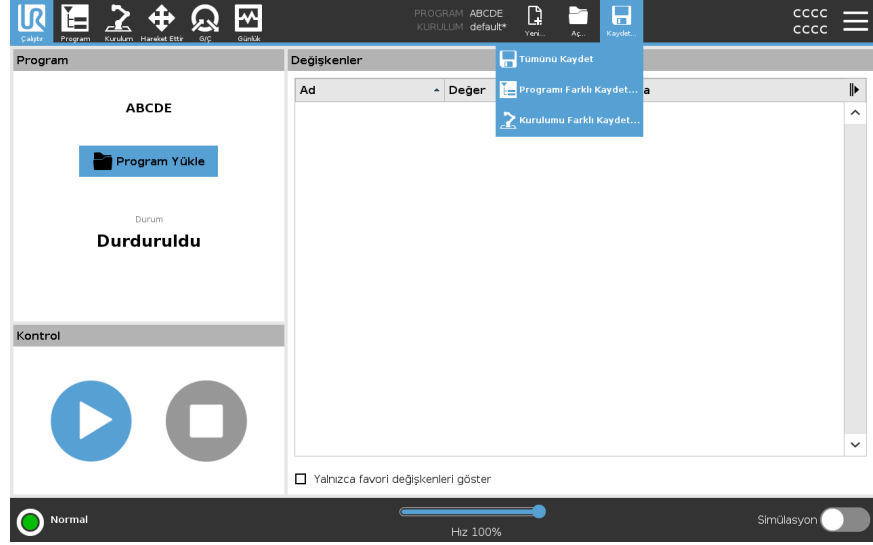 PROGRAM ABCDE
KURULUM default*
cccc
cccc
Çalıştır
Program
Kurulum
Hareket Ettir
G/Ç
Günlük
Yeni...
Aç...
Kaydet...
Tümünü Kaydet
Programı Farklı Kaydet...
Kurulumu Farklı Kaydet...
Program
Değişkenler
ABCDE
Program Yükle
Durum
Durduruldu
Ad
Değer
a
Kontrol
Yalnızca favori değişkenleri göster
Normal
Hız 100%
Simülasyon